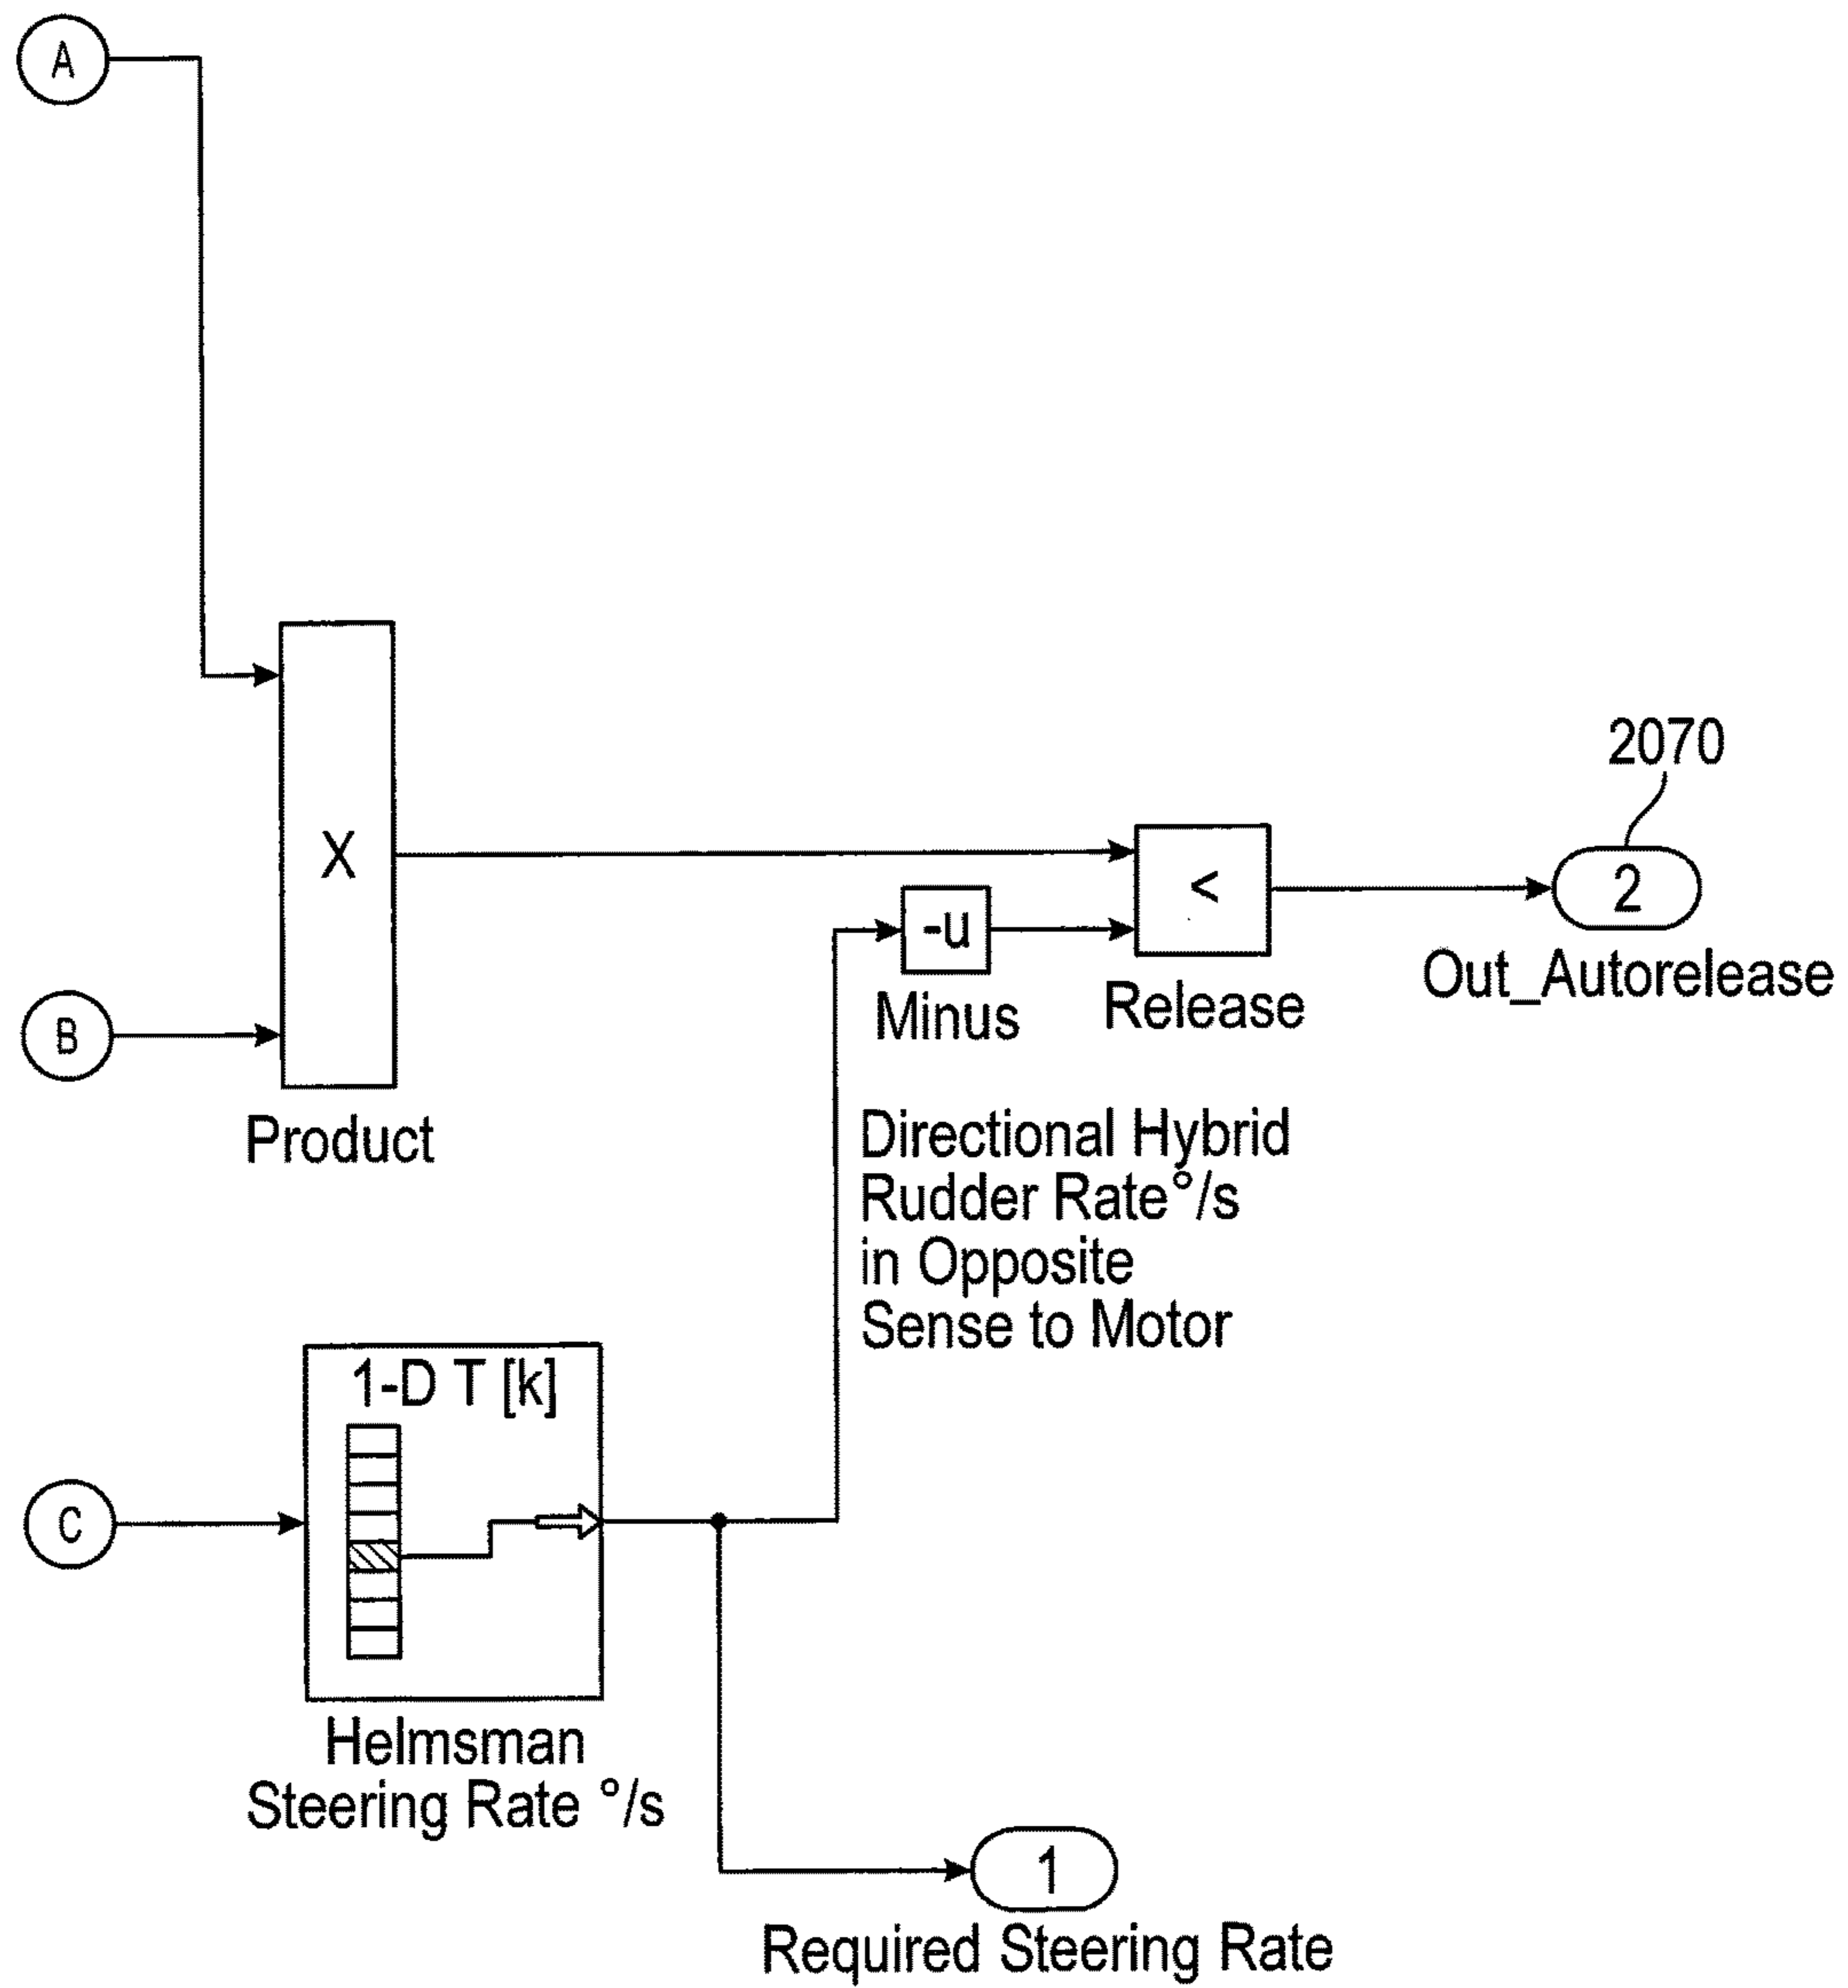 A
2070
X
<
2
-u
Out_Autorelease
Release
Minus
B
Product
Directional Hybrid
Rudder Rate°/s
in Opposite
Sense to Motor
1-D T [k]
C
Helmsman
Steering Rate °/s
1
Required Steering Rate